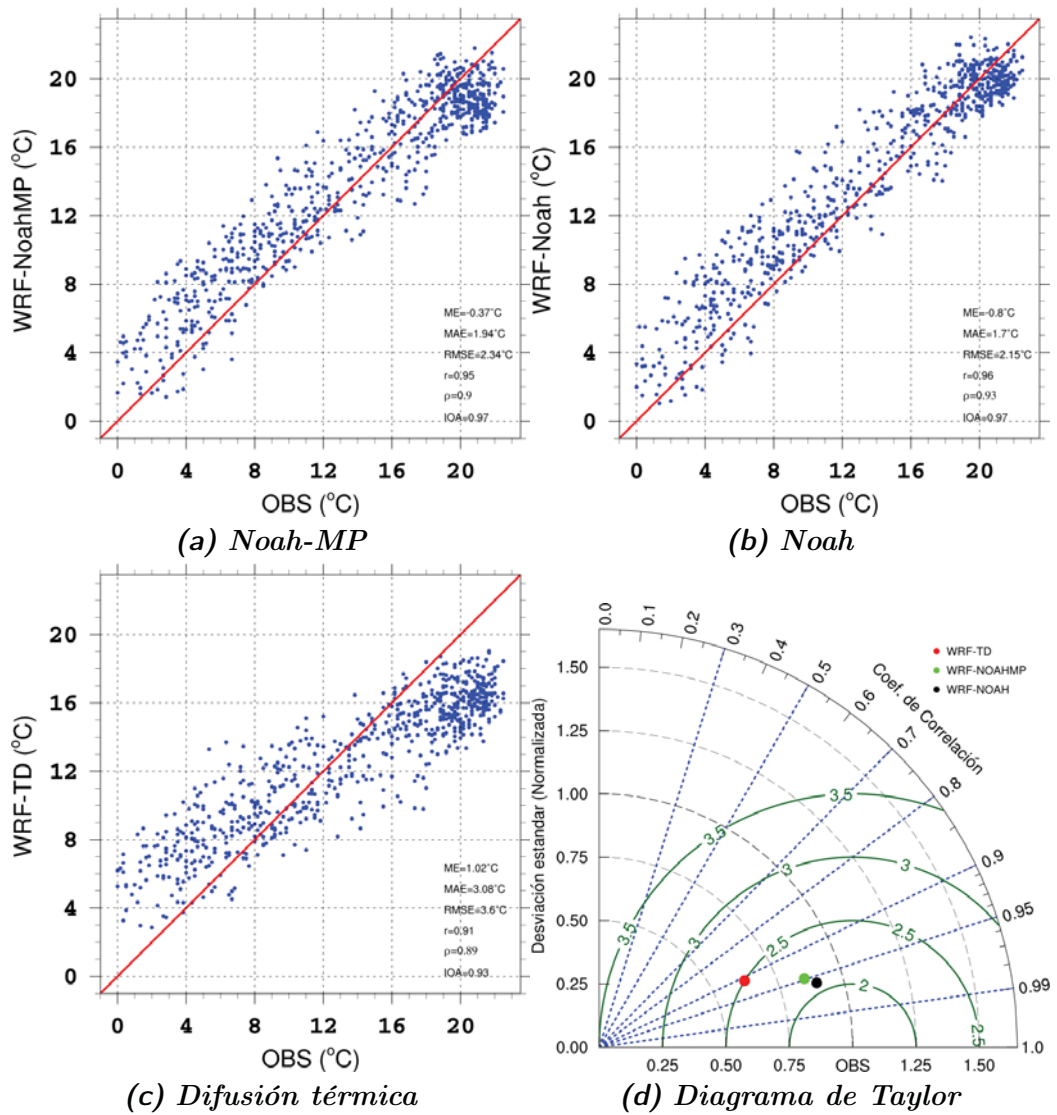 WRF-NoahMP (°C)
20
16
12
8
4
0
ME=-0.37°C
MAE=1.94°C
RMSE=2.34°C
r=0.95
ρ=0.9
IOA=0.97
0 4 8 12 16 20
OBS (°C)
(a) Noah-MP
WRF-Noah (°C)
20
16
12
8
4
0
ME=-0.8°C
MAE=1.7°C
RMSE=2.15°C
r=0.96
ρ=0.93
IOA=0.97
0 4 8 12 16 20
OBS (°C)
(b) Noah
WRF-TD (°C)
20
16
12
8
4
0
ME=1.02°C
MAE=3.08°C
RMSE=3.6°C
r=0.91
ρ=0.89
IOA=0.93
0 4 8 12 16 20
OBS (°C)
(c) Difusión térmica
Desviación estandar (Normalizada)
1.50
1.25
1.00
0.75
0.50
0.25
0.00
0.0 0.1 0.2 0.3 0.4 0.5 0.6 0.7 0.8 0.9 0.95 0.99 1.0
Coef. de Correlación
WRF-TD
WRF-NOAHMP
WRF-NOAH
3.5
3.5
3.5
3
3
3
2.5
2.5
2.5
2
0.25 0.50 0.75 OBS 1.25 1.50
(d) Diagrama de Taylor